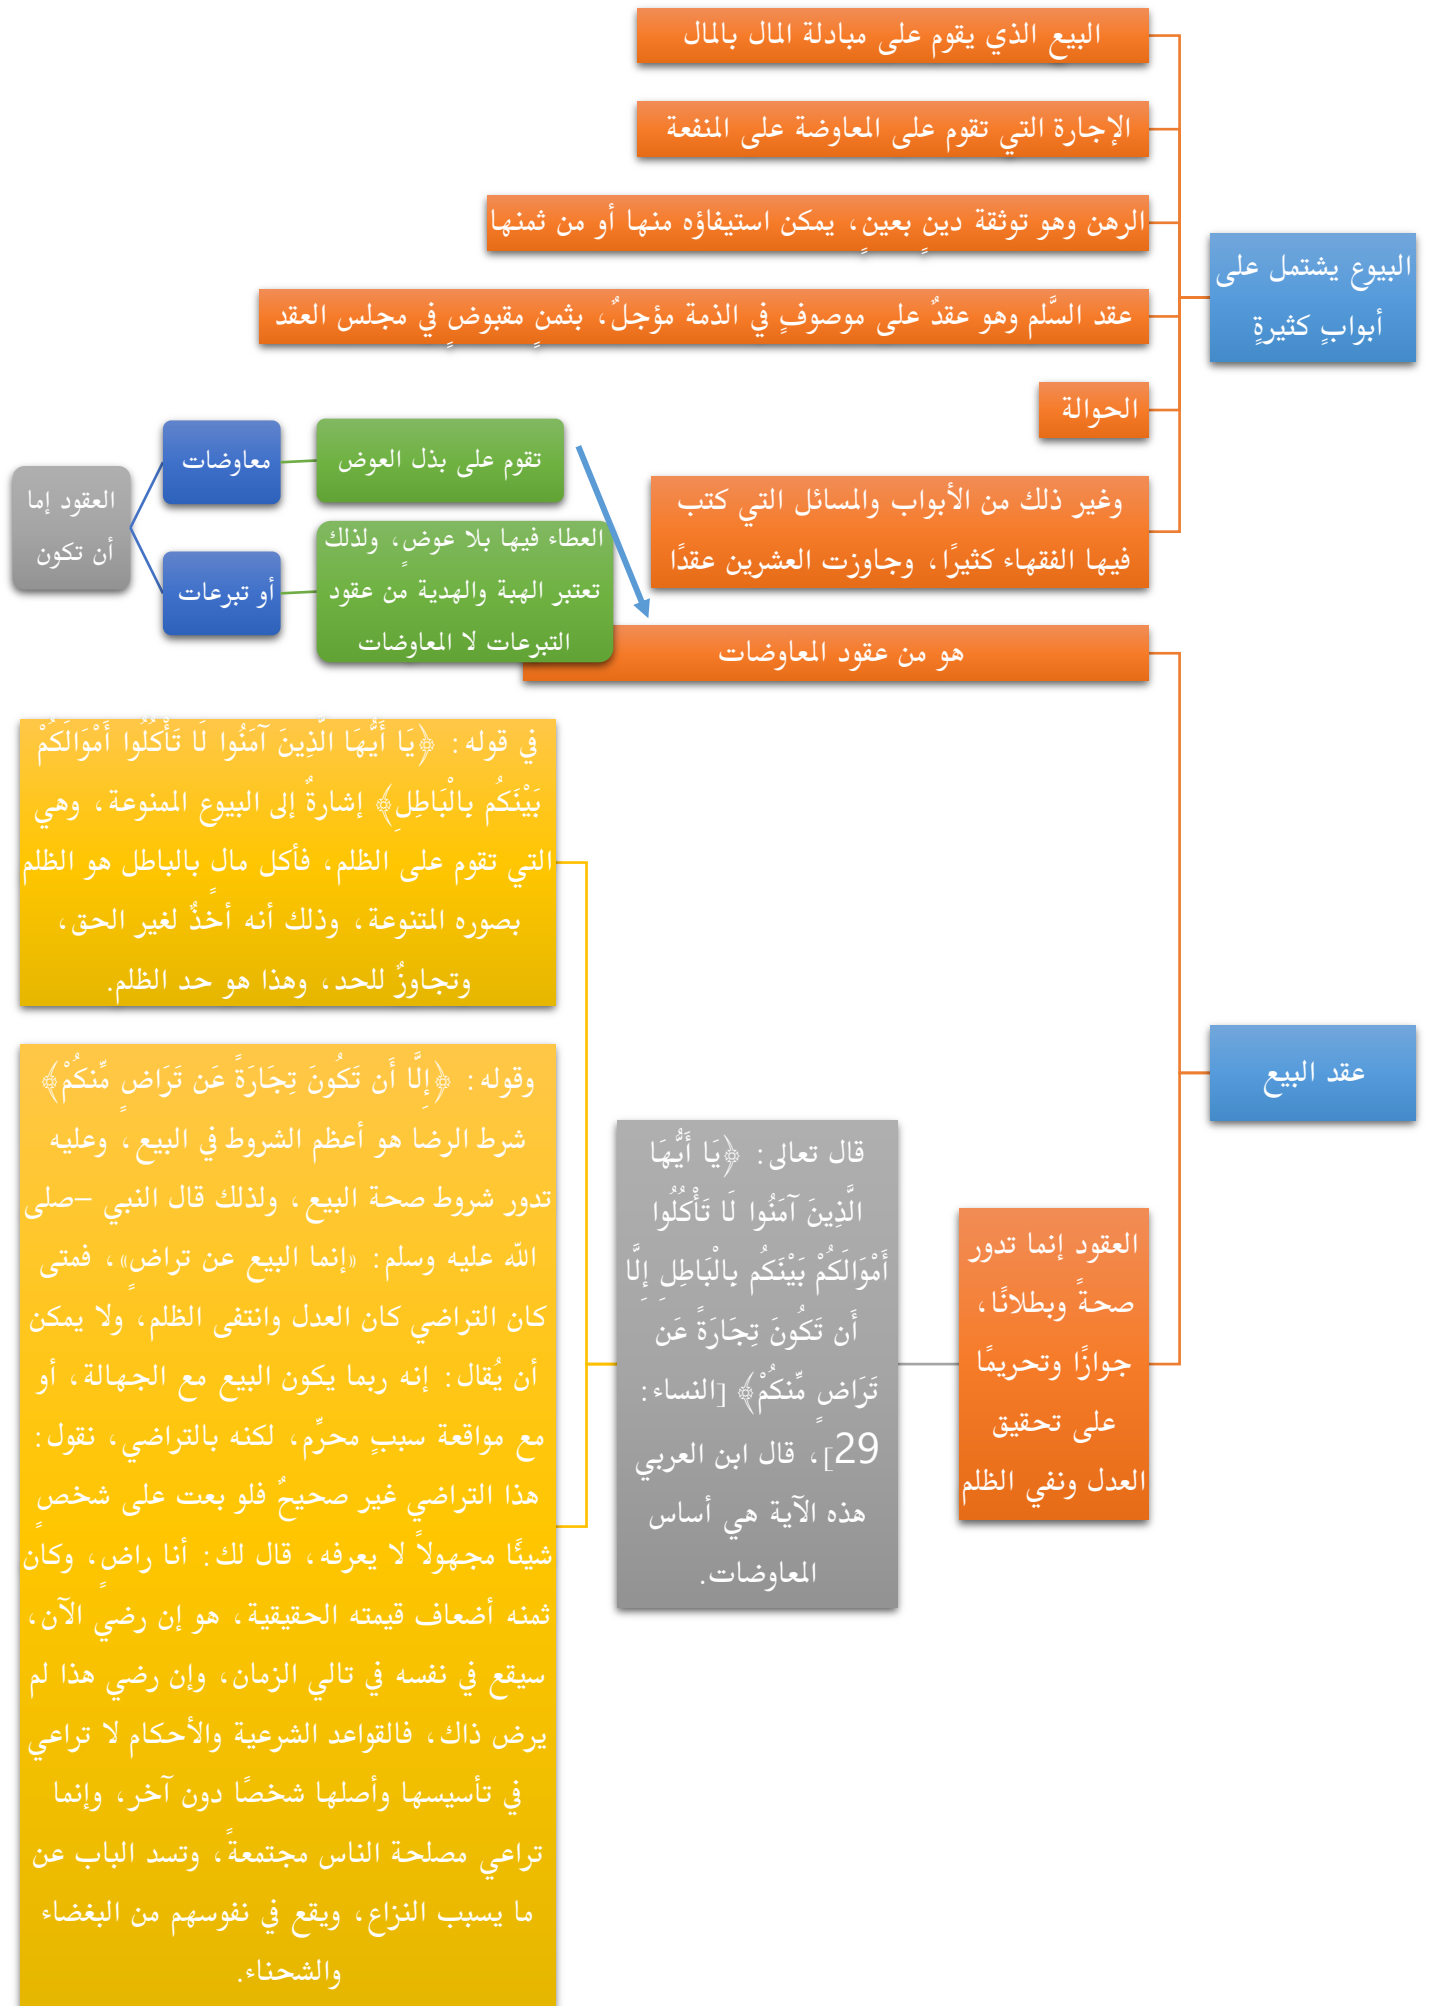 البيوع يشتمل على
أبوابٍ كثيرةٍ
البيع الذي يقوم على مبادلة المال بالمال
الإجارة التي تقوم على المعاوضة على المنفعة
الرهن وهو توثقة دينٍ بعينٍ، يمكن استيفاؤه منها أو من ثمنها
عقد السَّلم وهو عقدٌ على موصوفٍ في الذمة مؤجلٌ، بثمنٍ مقبوضٍ في مجلس العقد
الحوالة
وغير ذلك من الأبواب والمسائل التي كتب
فيها الفقهاء كثيرًا، وجاوزت العشرين عقدًا
عقد البيع
هو من عقود المعاوضات
العقود إما
أن تكون
معاوضات
تقوم على بذل العوض
أو تبرعات
العطاء فيها بلا عوضٍ، ولذلك
تعتبر الهبة والهدية من عقود
التبرعات لا المعاوضات
العقود إنما تدور
صحةً وبطلانًا،
جوازًا وتحريمًا
على تحقيق
العدل ونفي الظلم
قال تعالى: ﴿يَا أَيُّهَا
الَّذِينَ آمَنُوا لَا تَأْكُلُوا
أَمْوَالَكُمْ بَيْنَكُم بِالْبَاطِلِ إِلَّا
أَن تَكُونَ تِجَارَةً عَن
تَرَاضٍ مِّنكُمْ﴾ [النساء:
29]، قال ابن العربي
هذه الآية هي أساس
المعاوضات.
في قوله: ﴿يَا أَيُّهَا الَّذِينَ آمَنُوا لَا تَأْكُلُوا أَمْوَالَكُمْ
بَيْنَكُم بِالْبَاطِلِ﴾ إشارةٌ إلى البيوع الممنوعة، وهي
التي تقوم على الظلم، فأكل مالٍ بالباطل هو الظلم
بصوره المتنوعة، وذلك أنه أخذٌ لغير الحق،
وتجاوزٌ للحد، وهذا هو حد الظلم.
وقوله: ﴿إِلَّا أَن تَكُونَ تِجَارَةً عَن تَرَاضٍ مِّنكُمْ﴾
شرط الرضا هو أعظم الشروط في البيع، وعليه
تدور شروط صحة البيع، ولذلك قال النبي –صلى
الله عليه وسلم: «إنما البيع عن تراضٍ»، فمتى
كان التراضي كان العدل وانتفى الظلم، ولا يمكن
أن يُقال: إنه ربما يكون البيع مع الجهالة، أو
مع مواقعة سببٍ محرِّم، لكنه بالتراضي، نقول:
هذا التراضي غير صحيحٌ فلو بعت على شخصٍ
شيئًا مجهولاً لا يعرفه، قال لك: أنا راضٍ، وكان
ثمنه أضعاف قيمته الحقيقية، هو إن رضي الآن،
سيقع في نفسه في تالي الزمان، وإن رضي هذا لم
يرض ذاك، فالقواعد الشرعية والأحكام لا تراعي
في تأسيسها وأصلها شخصًا دون آخر، وإنما
تراعي مصلحة الناس مجتمعةً، وتسد الباب عن
ما يسبب النزاع، ويقع في نفوسهم من البغضاء
والشحناء.